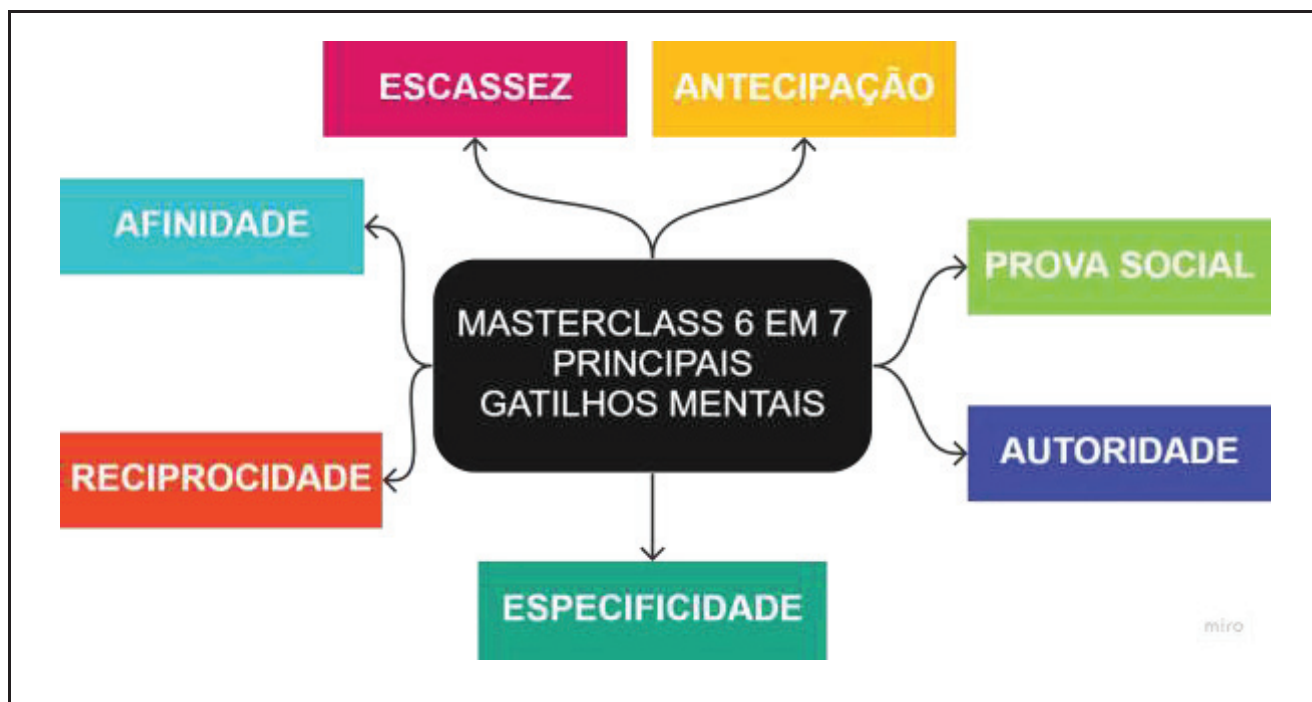 ESCASSEZ
ANTECIPAÇÃO
AFINIDADE
PROVA SOCIAL
MASTERCLASS 6 EM 7
PRINCIPAIS
GATILHOS MENTAIS
RECIPROCIDADE
AUTORIDADE
ESPECIFICIDADE
miro